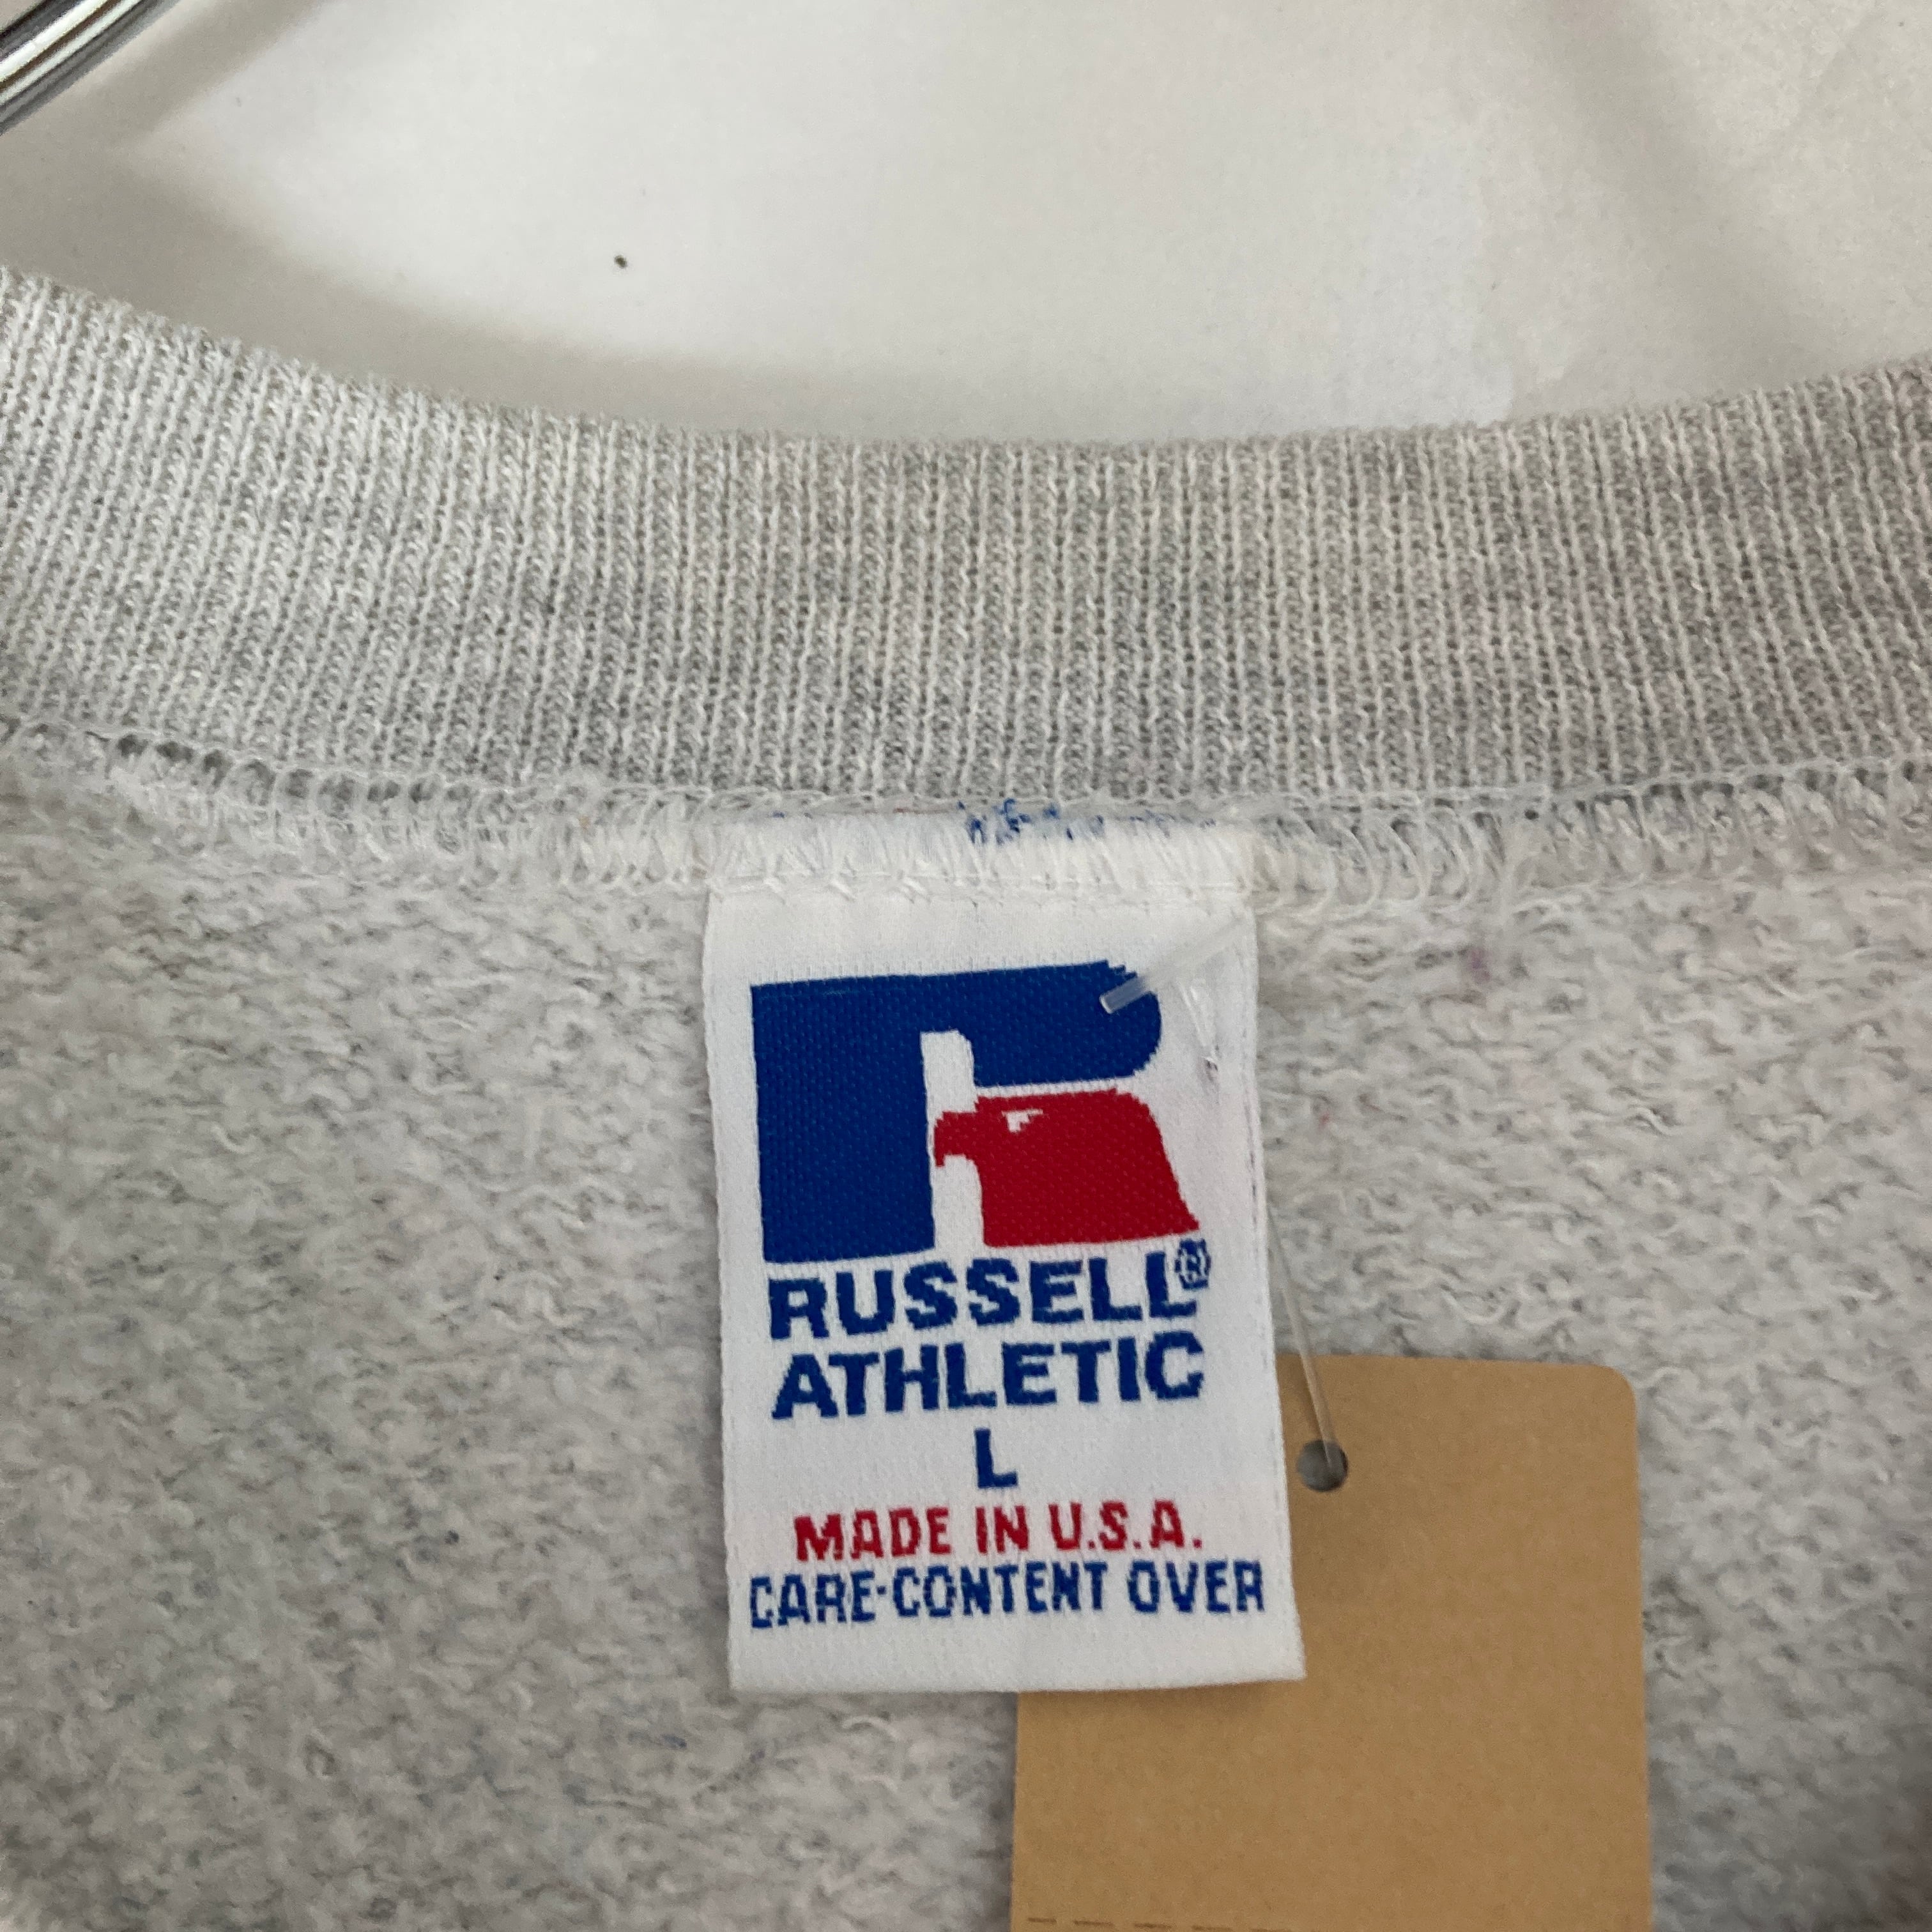 RUSSELL®
ATHLETIC
L
MADE IN U.S.A.
CARE-CONTENT OVER